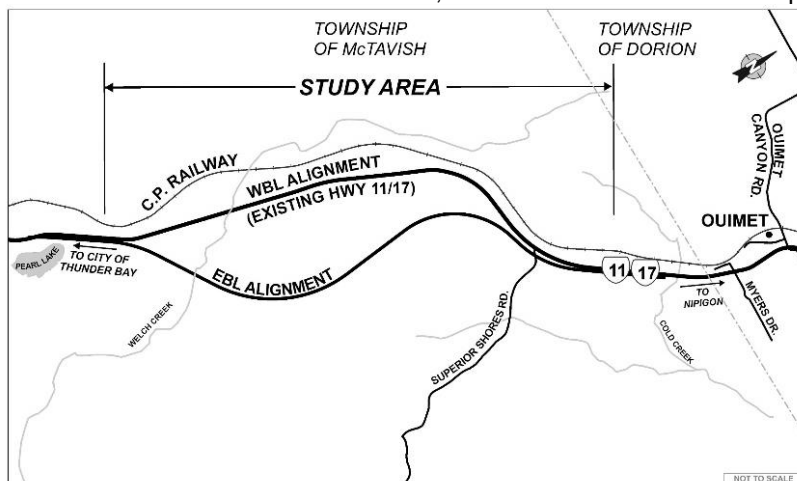 TOWNSHIP
OF McTAVISH
TOWNSHIP
OF DORION
N
STUDY AREA
OUIMET
CANYON RD.
C.P. RAILWAY
WBL ALIGNMENT
(EXISTING HWY 11/17)
OUIMET
PEARL LAKE
TO CITY OF
THUNDER BAY
EBL ALIGNMENT
11
17
TO
NIPIGON
MYERS DR.
WELCH CREEK
SUPERIOR SHORES RD.
COLD CREEK
NOT TO SCALE